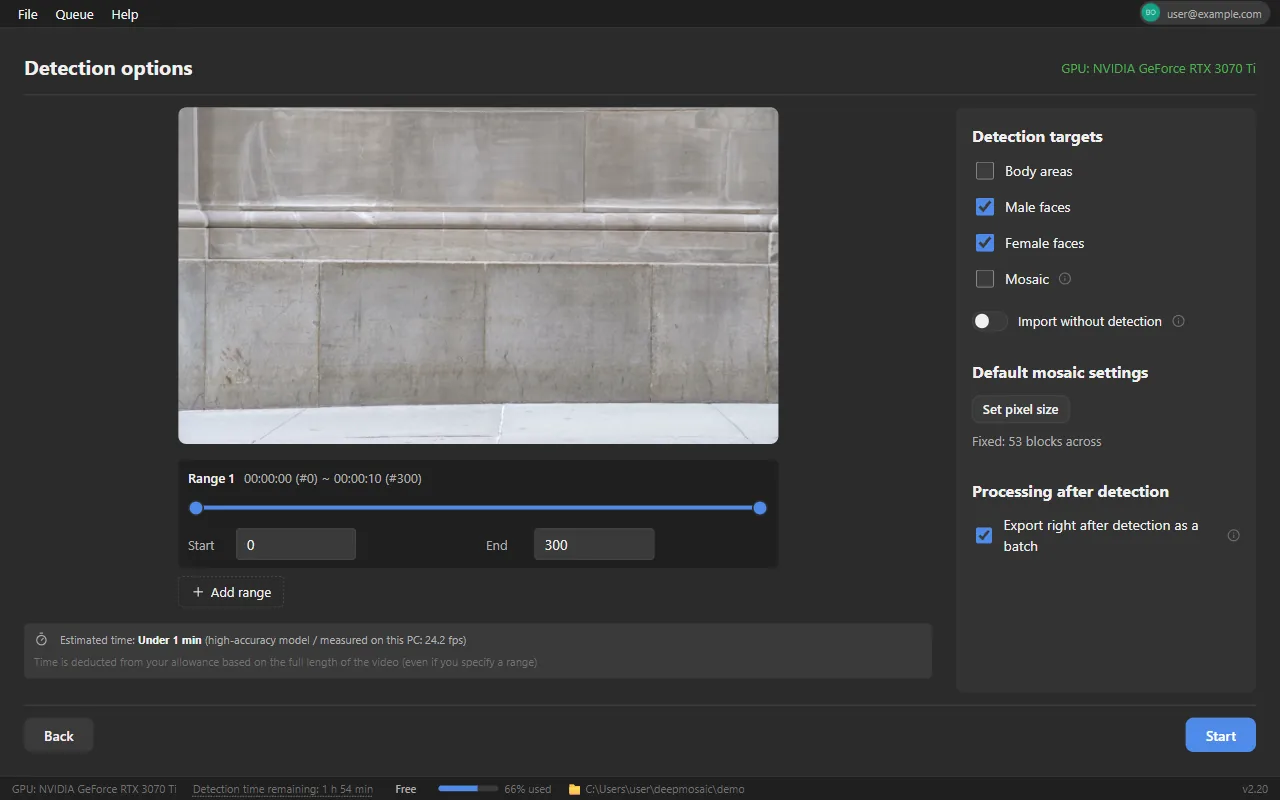 File Queue Help
BO user@example.com
Detection options
GPU: NVIDIA GeForce RTX 3070 Ti
Detection targets
Body areas
Male faces
Female faces
Mosaic
Import without detection
Default mosaic settings
Set pixel size
Fixed: 53 blocks across
Processing after detection
Export right after detection as a
batch
Range 1 00:00:00 (#0) ~ 00:00:10 (#300)
Start 0 End 300
+ Add range
Estimated time: Under 1 min (high-accuracy model / measured on this PC: 24.2 fps)
Time is deducted from your allowance based on the full length of the video (even if you specify a range)
Back
Start
GPU: NVIDIA GeForce RTX 3070 Ti Detection time remaining: 1 h 54 min Free 66% used C:\Users\user\deepmosaic\demo v2.20